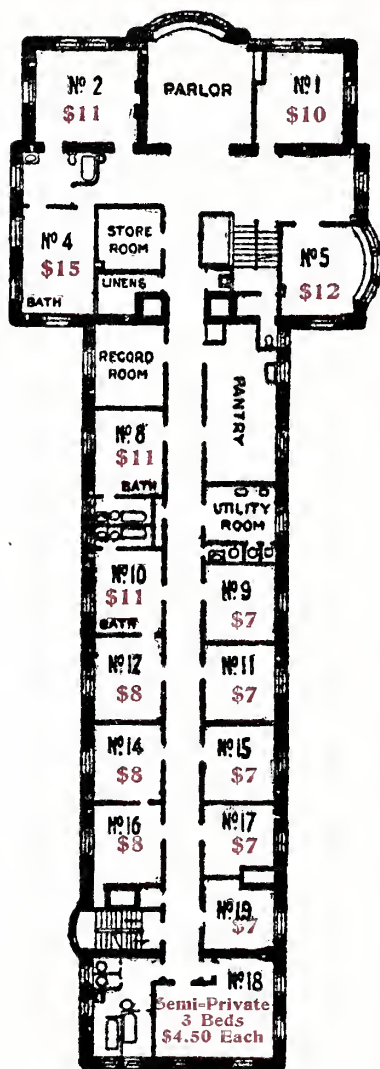 Nº 2
$11
PARLOR
Nº 1
$10
Nº 4
$15
BATH
STORE
ROOM
LINENS
Nº 5
$12
RECORD
ROOM
PANTRY
Nº 8
$11
BATH
UTILITY
ROOM
Nº 10
$11
BATH
Nº 9
$7
Nº 12
$8
Nº 11
$7
Nº 14
$8
Nº 15
$7
Nº 16
$8
Nº 17
$7
Nº 19
$7
Nº 18
Semi-Private
3 Beds
$4.50 Each